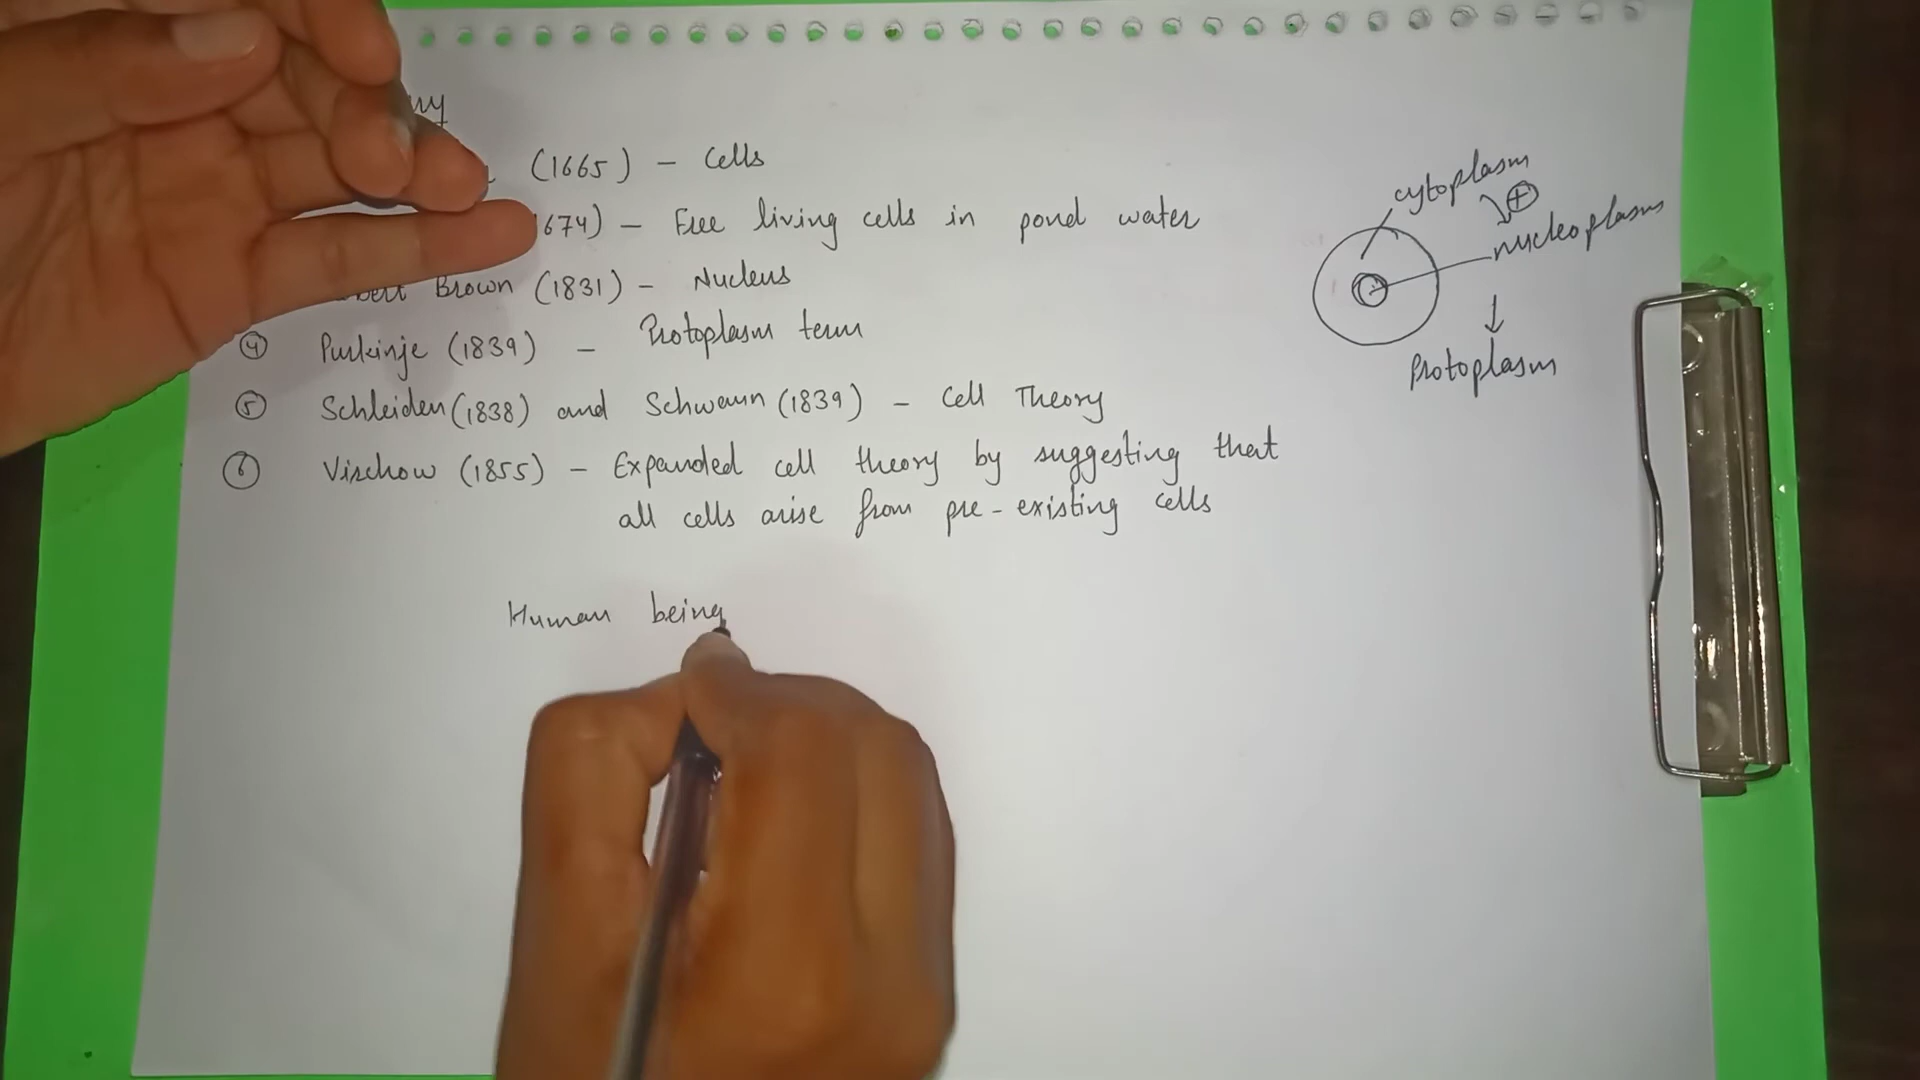 (1665) - Cells
1674) - Free living cells in pond water
Brown (1831) - Nucleus
④ Purkinje (1839) - Protoplasm term
⑤ Schleiden (1838) and Schwann (1839) - Cell Theory
⑥ Virchow (1855) - Expanded cell theory by suggesting that
all cells arise from pre-existing cells
Human being
cytoplasm
+
nucleoplasm
Protoplasm